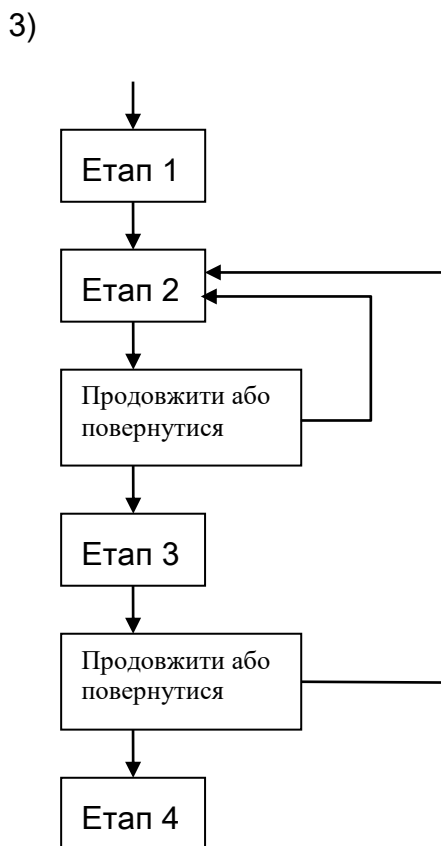 3)
Етап 1
Етап 2
Продовжити або
повернутися
Етап 3
Продовжити або
повернутися
Етап 4